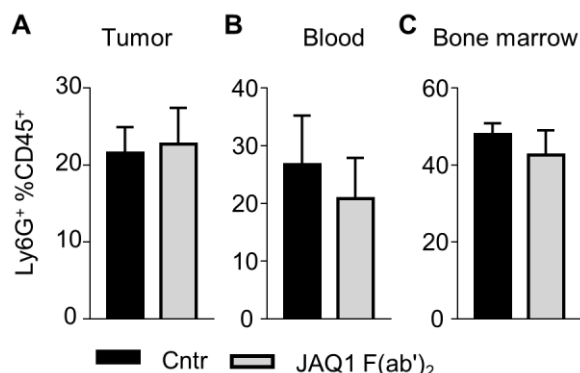 A Tumor B Blood C Bone marrow
Ly6G⁺ %CD45⁺
30 40 60
30
20 40
20
10 20
10
0 0 0
Cntr JAQ1 F(ab')₂